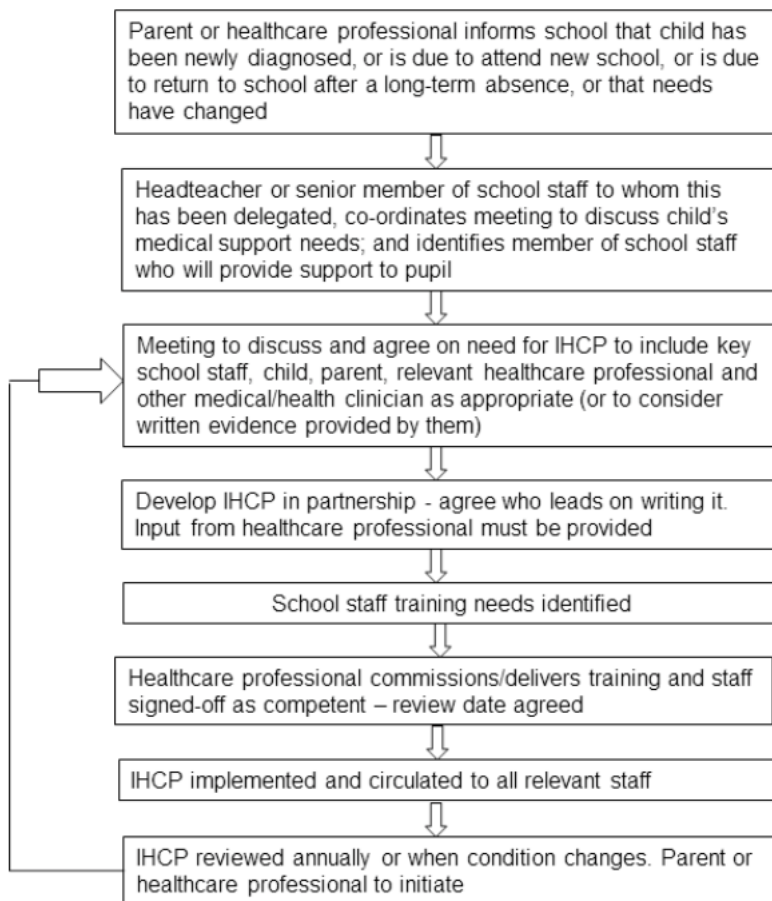 Parent or healthcare professional informs school that child has
been newly diagnosed, or is due to attend new school, or is due
to return to school after a long-term absence, or that needs
have changed
Headteacher or senior member of school staff to whom this
has been delegated, co-ordinates meeting to discuss child's
medical support needs; and identifies member of school staff
who will provide support to pupil
Meeting to discuss and agree on need for IHCP to include key
school staff, child, parent, relevant healthcare professional and
other medical/health clinician as appropriate (or to consider
written evidence provided by them)
Develop IHCP in partnership - agree who leads on writing it.
Input from healthcare professional must be provided
School staff training needs identified
Healthcare professional commissions/delivers training and staff
signed-off as competent – review date agreed
IHCP implemented and circulated to all relevant staff
IHCP reviewed annually or when condition changes. Parent or
healthcare professional to initiate